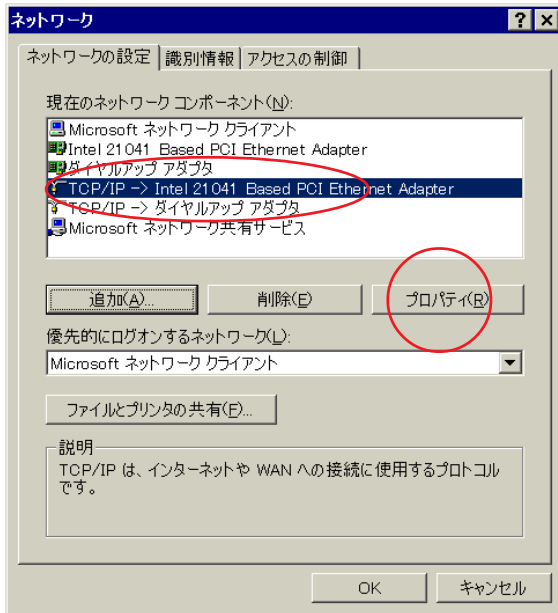 ネットワーク
ネットワークの設定 識別情報 アクセスの制御
現在のネットワーク コンポーネント(N):
Microsoft ネットワーク クライアント
Intel 21041 Based PCI Ethernet Adapter
ダイヤルアップ アダプタ
TCP/IP -> Intel 21041 Based PCI Ethernet Adapter
TCP/IP -> ダイヤルアップ アダプタ
Microsoft ネットワーク共有サービス
追加(A)... 削除(E) プロパティ(R)
優先的にログオンするネットワーク(L):
Microsoft ネットワーク クライアント
ファイルとプリンタの共有(F)...
説明
TCP/IP は、インターネットや WAN への接続に使用するプロトコル
です。
OK キャンセル